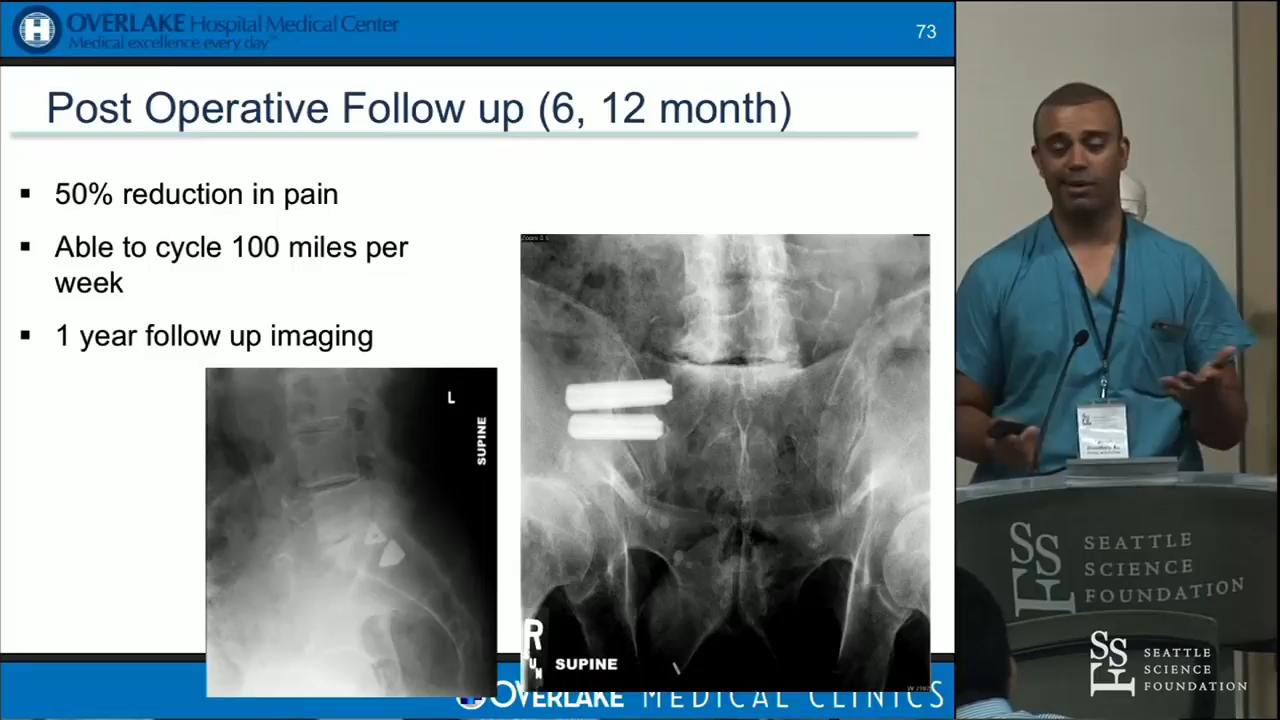 OVERLAKE Hospital Medical Center
Medical excellence every day
73
Post Operative Follow up (6, 12 month)
50% reduction in pain
Able to cycle 100 miles per
week
1 year follow up imaging
L
SUPINE
R
SUPINE
OVERLAKE MEDICAL CLINICS
SSF
SEATTLE
SCIENCE
FOUNDATION
SSF
SEATTLE
SCIENCE
FOUNDATION